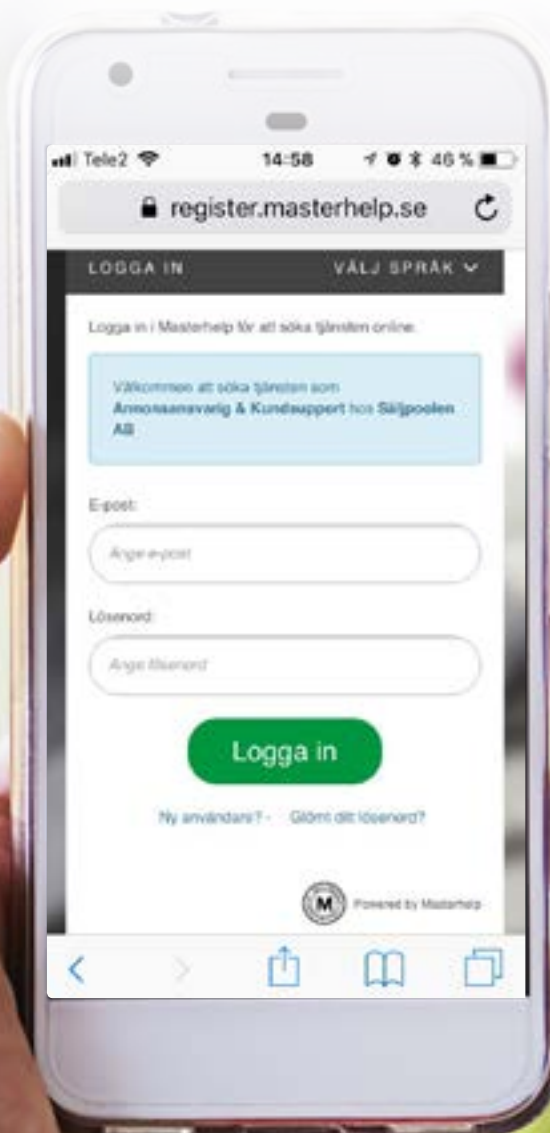 Tele2 14:58 46 %
register.masterhelp.se
LOGGA IN VÄLJ SPRÅK
Logga in i Masterhelp för att söka tjänsten online.
Välkommen att söka tjänsten som
Annonsansvarig & Kundsupport hos Säljpoolen
AB
E-post:
Ange e-post
Lösenord:
Ange lösenord
Logga in
Ny användare? - Glömt ditt lösenord?
M Powered by Masterhelp